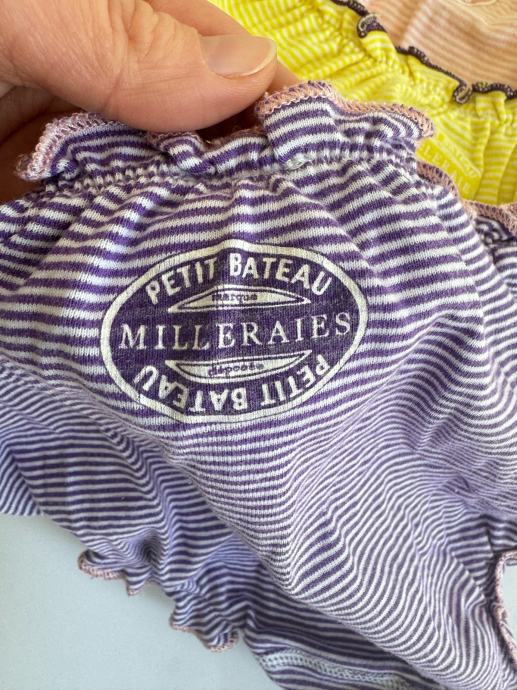 PETIT BATEAU
marque
MILLERAIES
déposée
PETIT BATEAU